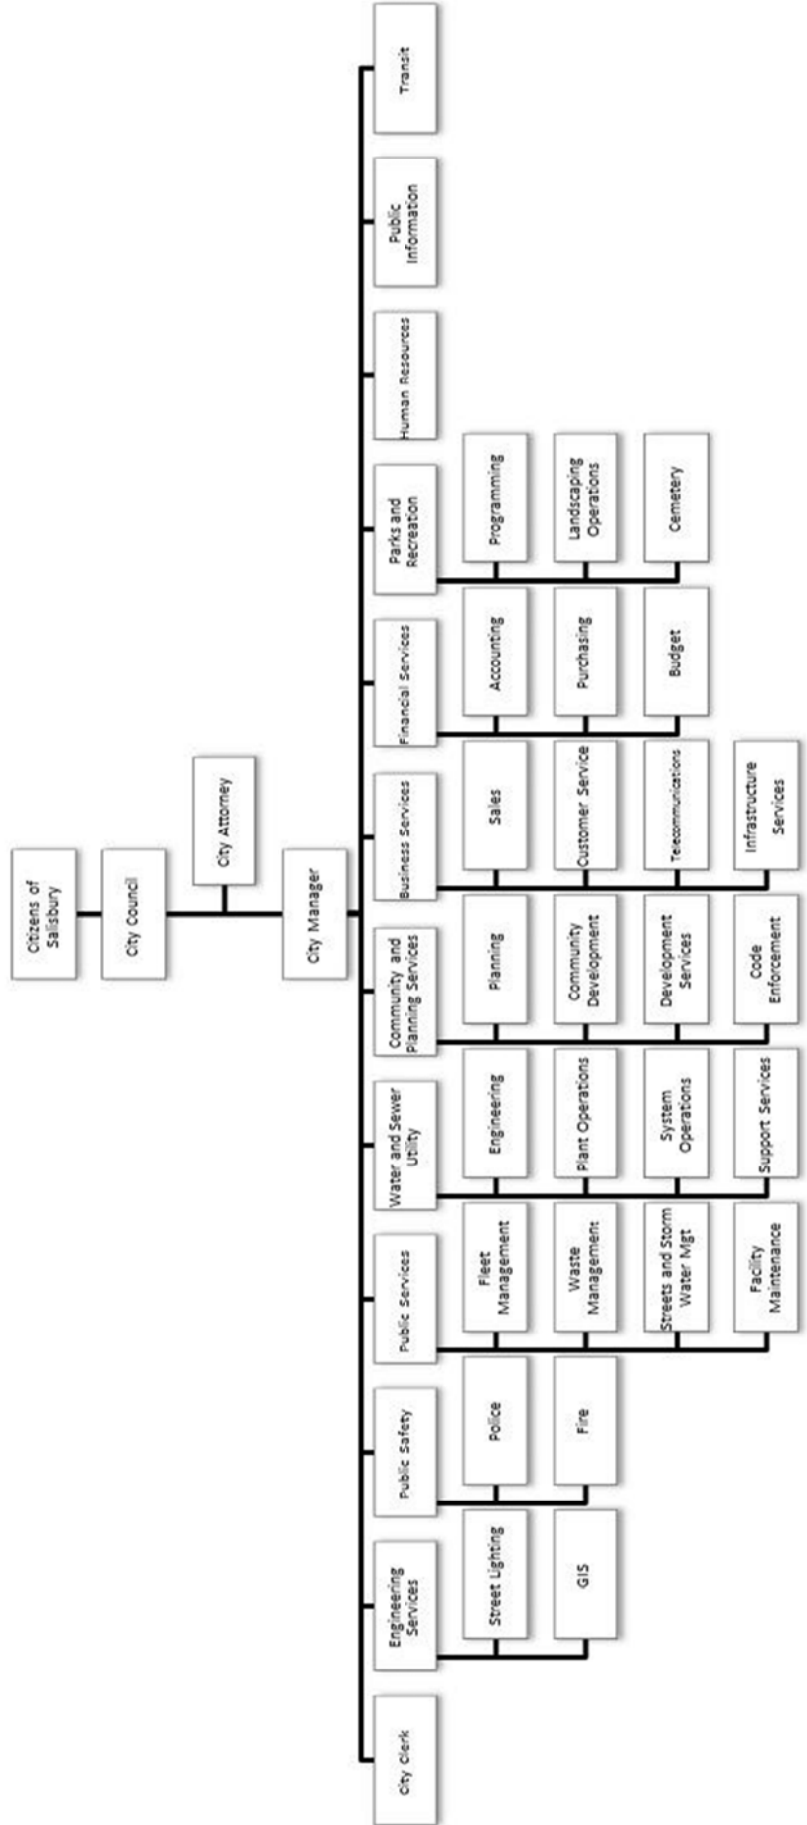 Citizens of
Salisbury
City Council
City Attorney
City Manager
City Clerk
Engineering
Services
Public Safety
Public Services
Water and Sewer
Utility
Community and
Planning Services
Business Services
Financial Services
Parks and
Recreation
Human Resources
Public
Information
Transit
Street Lighting
GIS
Police
Fire
Fleet
Management
Waste
Management
Streets and Storm
Water Mgt
Facility
Maintenance
Engineering
Plant Operations
System
Operations
Support Services
Planning
Community
Development
Development
Services
Code
Enforcement
Sales
Customer Service
Telecommunications
Infrastructure
Services
Accounting
Purchasing
Budget
Programming
Landscaping
Operations
Cemetery